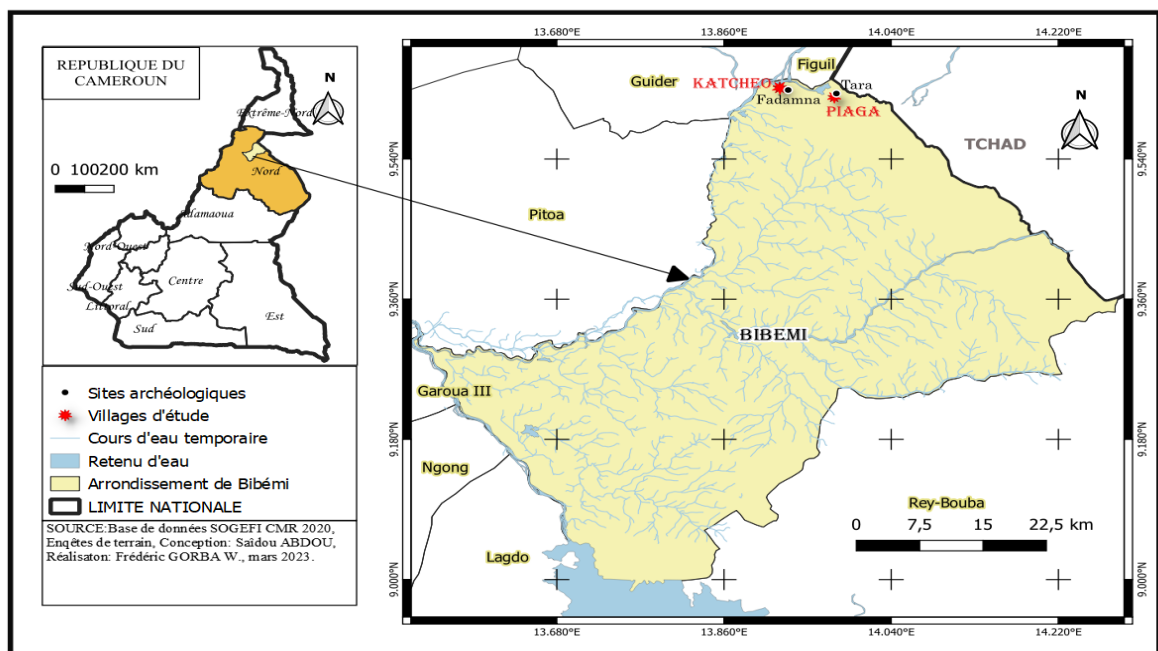 REPUBLIQUE DU
CAMEROUN
N
Extrême-Nord
0 100200 km
Nord
Adamaoua
Nord-Ouest
Sud-Ouest
Centre
Littoral
Est
Sud
Sites archéologiques
Villages d'étude
Cours d'eau temporaire
Retenu d'eau
Arrondissement de Bibémi
LIMITE NATIONALE
SOURCE:Base de données SOGEFI CMR 2020,
Enqêtes de terrain, Conception: Saïdou ABDOU,
Réalisaton: Frédéric GORBA W., mars 2023.
13.680°E 13.860°E 14.040°E 14.220°E
Guider
Figuil
KATCHEO
Tara
Fadamna
PIAGA
N
TCHAD
9.540°N 9.540°N
Pitoa
9.360°N 9.360°N
BIBEMI
Garoua III
9.180°N 9.180°N
Ngong
Rey-Bouba
0 7,5 15 22,5 km
Lagdo
9.000°N 9.000°N
13.680°E 13.860°E 14.040°E 14.220°E